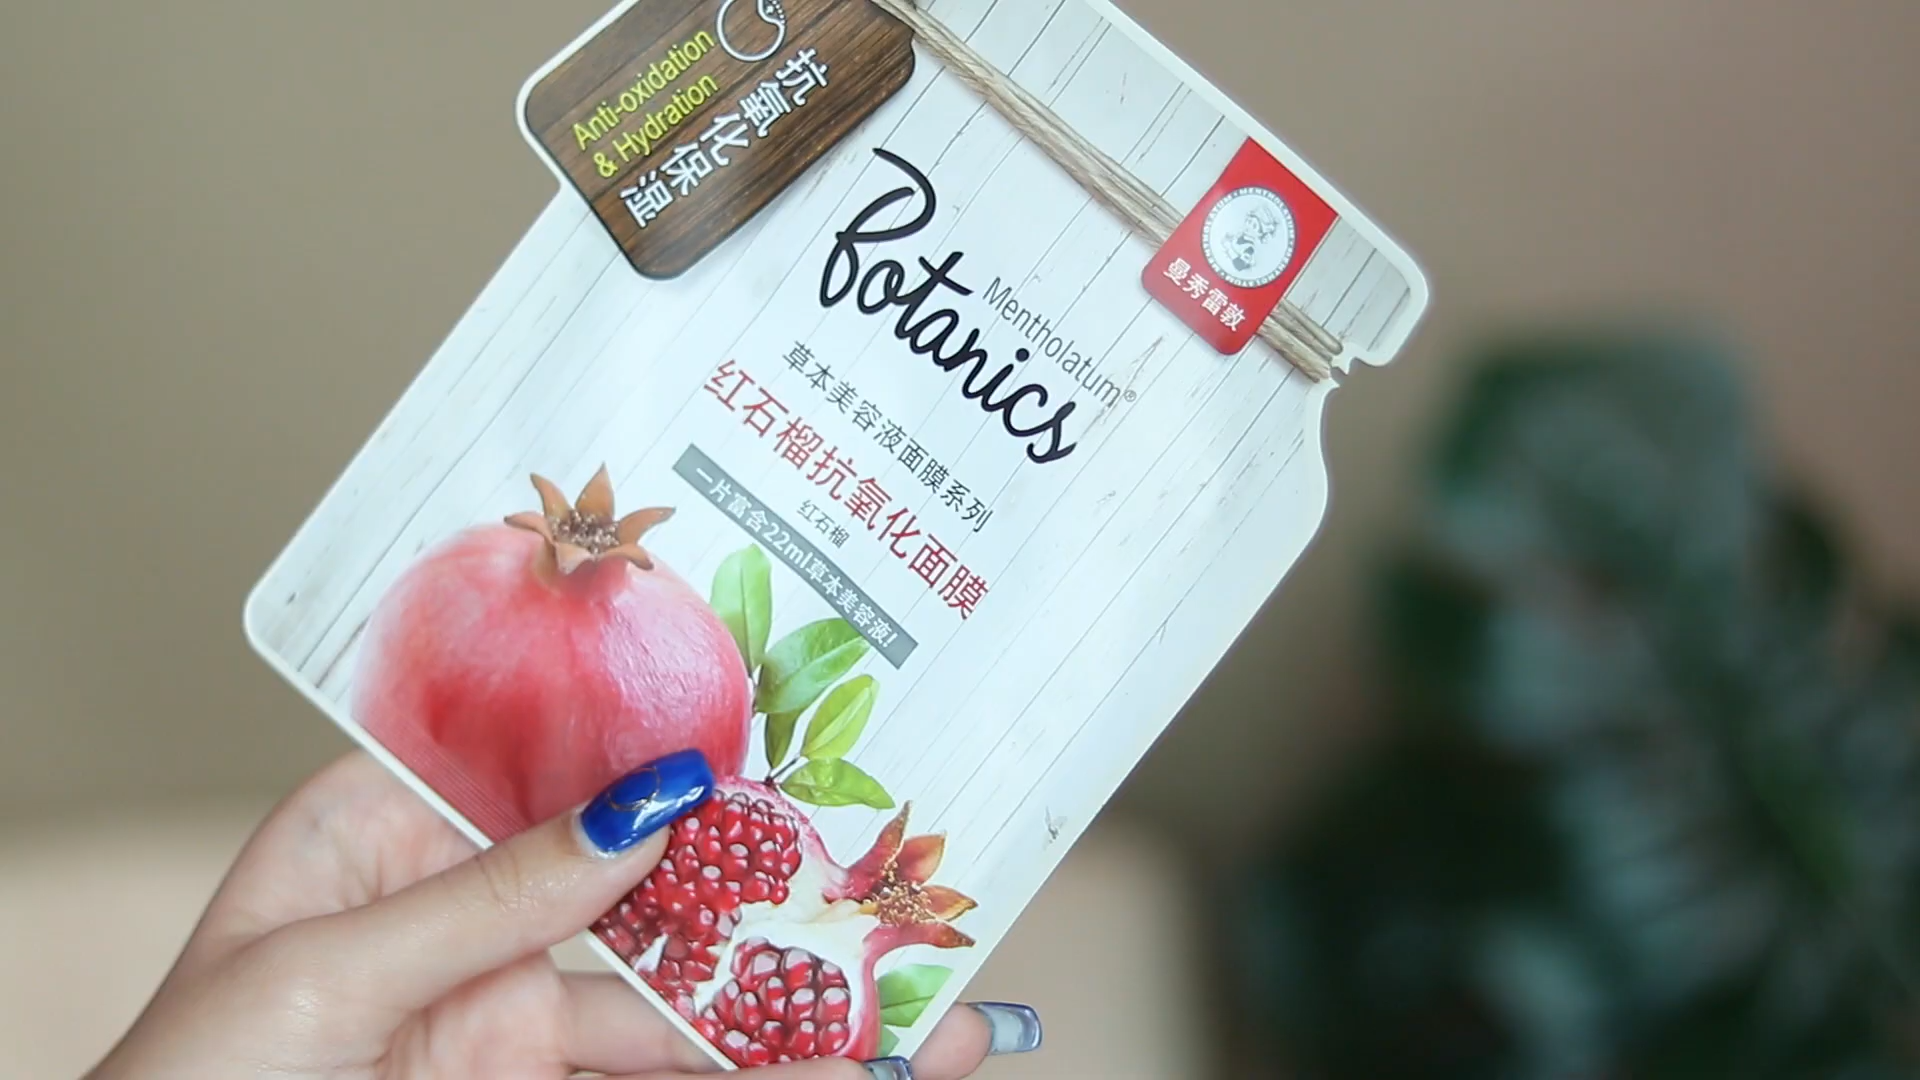 抗氧化保湿
Anti-oxidation
& Hydration
MENTHOLATUM
曼秀雷敦
Mentholatum®
Botanics
草本美容液面膜系列
红石榴抗氧化面膜
红石榴
一片富含22ml草本美容液!